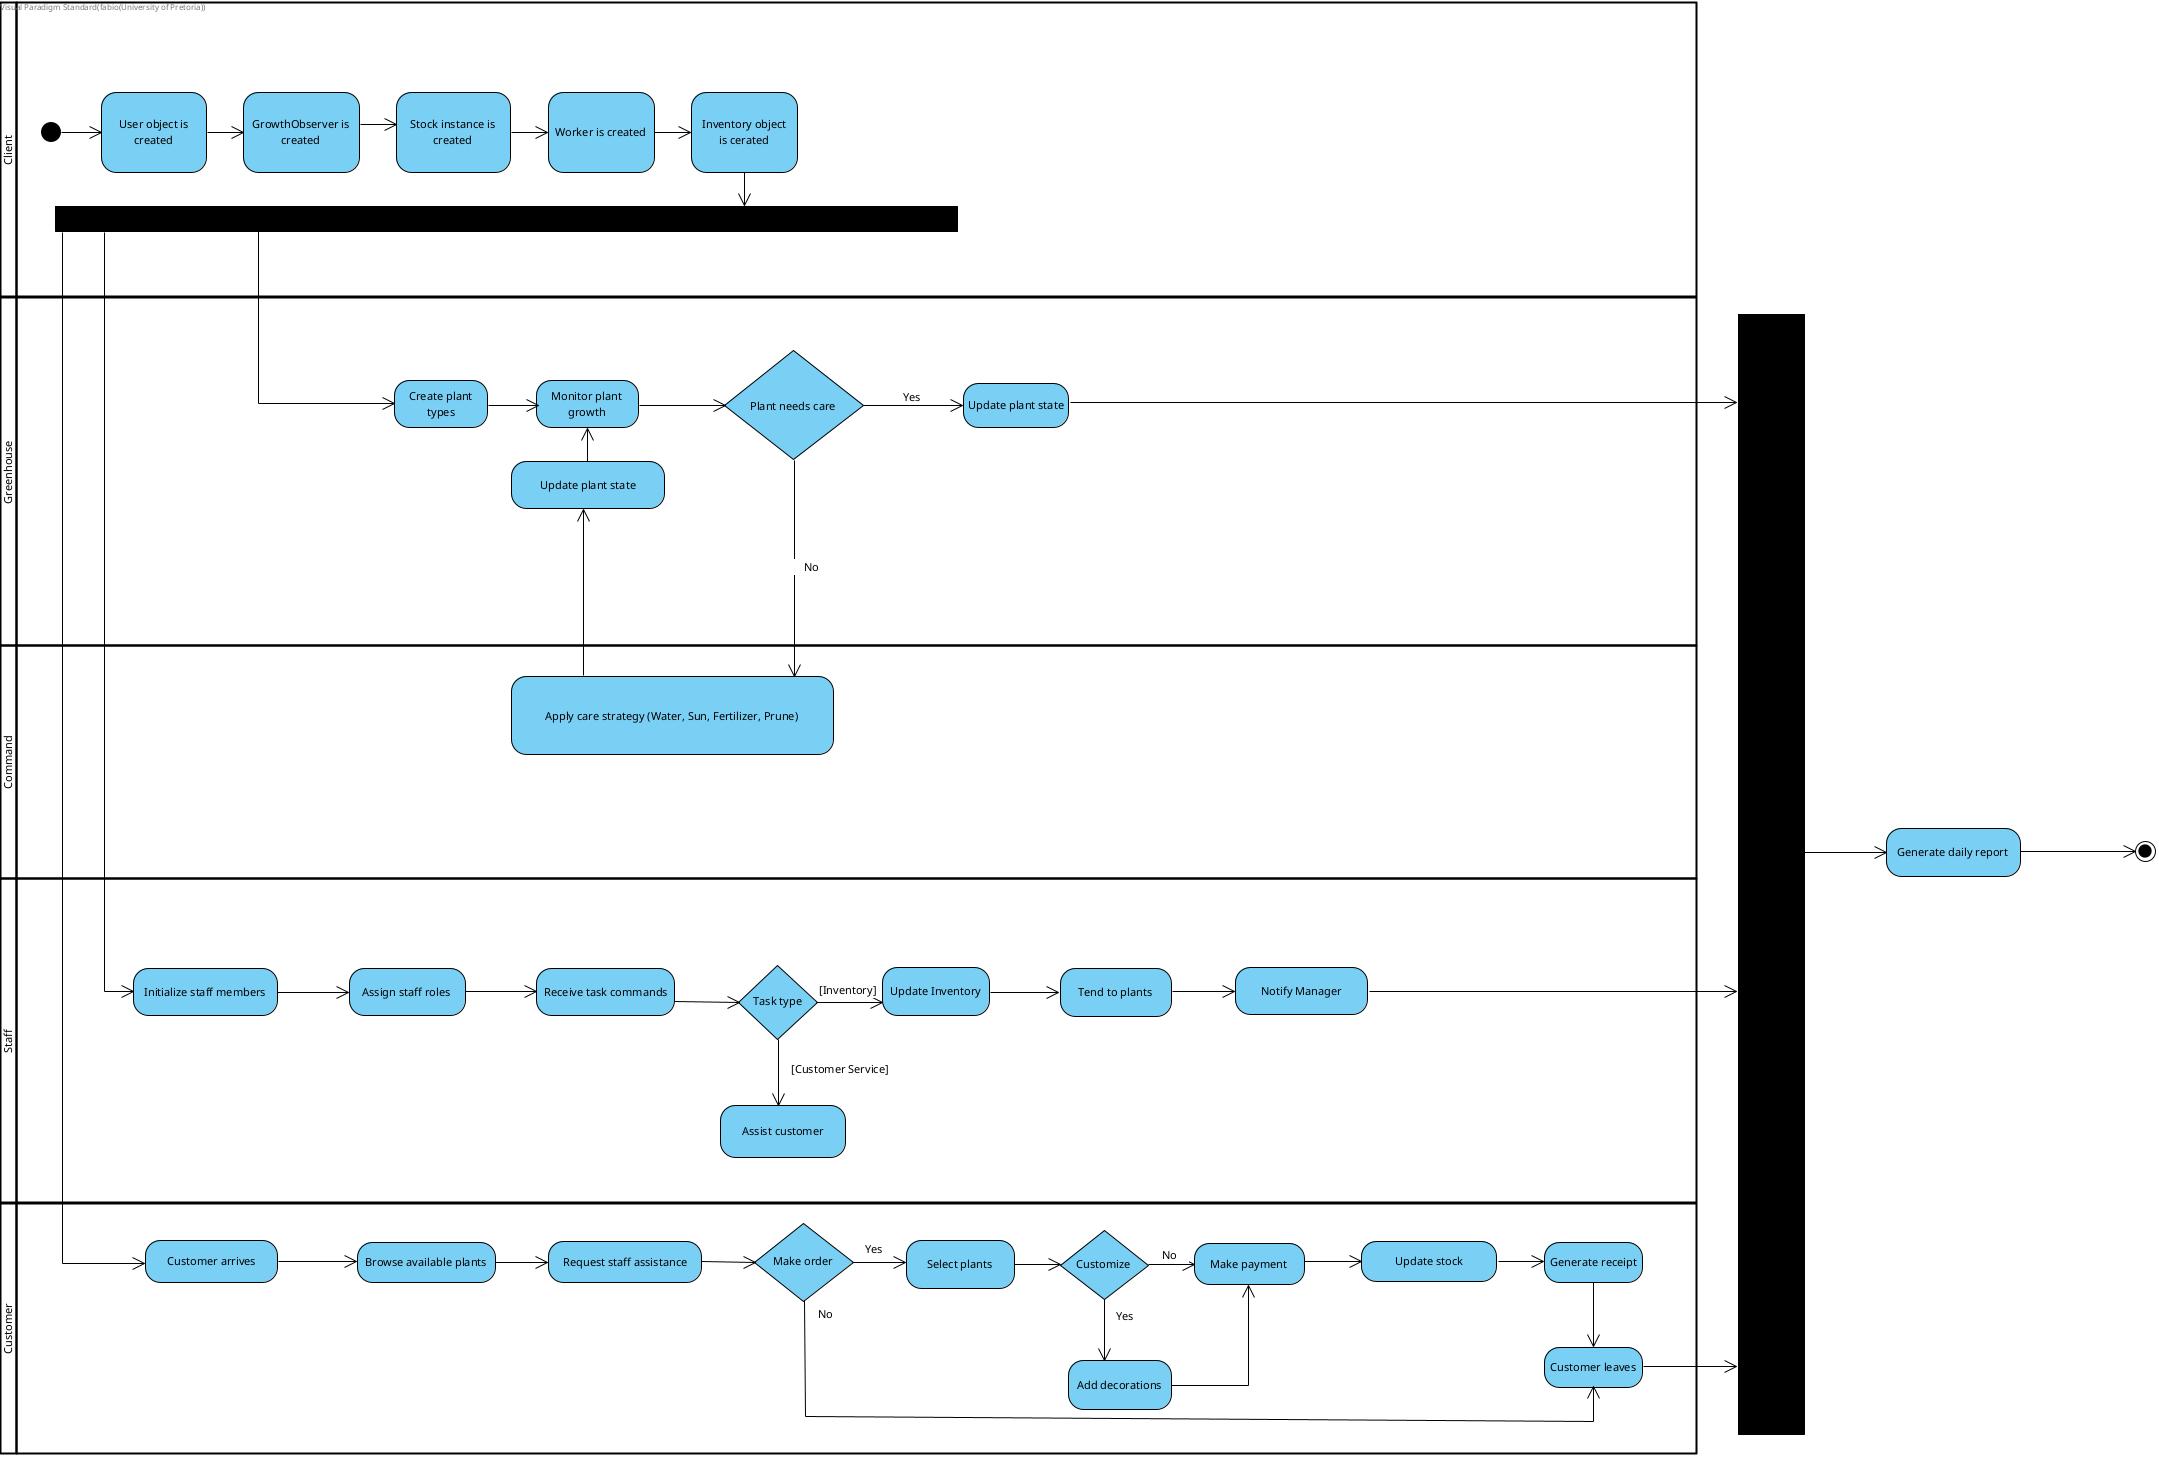 Visual Paradigm Standard(fabio(University of Pretoria))
Client
User object is
created
GrowthObserver is
created
Stock instance is
created
Worker is created
Inventory object
is cerated
Greenhouse
Create plant
types
Monitor plant
growth
Plant needs care
Yes
Update plant state
Update plant state
No
Command
Apply care strategy (Water, Sun, Fertilizer, Prune)
Generate daily report
Staff
Initialize staff members
Assign staff roles
Receive task commands
Task type
[Inventory]
Update Inventory
Tend to plants
Notify Manager
[Customer Service]
Assist customer
Customer
Customer arrives
Browse available plants
Request staff assistance
Make order
Yes
Select plants
Customize
No
Make payment
Update stock
Generate receipt
No
Yes
Add decorations
Customer leaves